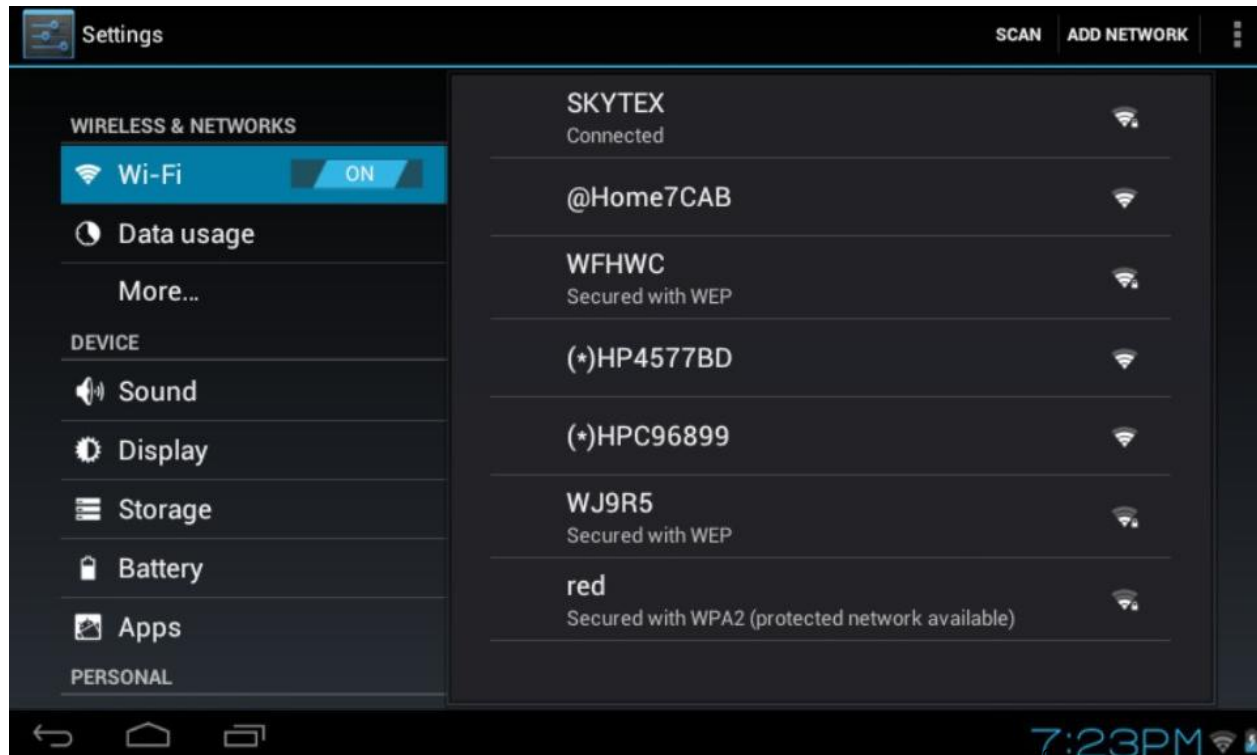 Settings
SCAN ADD NETWORK
WIRELESS & NETWORKS
Wi-Fi ON
Data usage
More...
DEVICE
Sound
Display
Storage
Battery
Apps
PERSONAL
SKYTEX
Connected
@Home7CAB
WFHWC
Secured with WEP
(*)HP4577BD
(*)HPC96899
WJ9R5
Secured with WEP
red
Secured with WPA2 (protected network available)
7:23PM